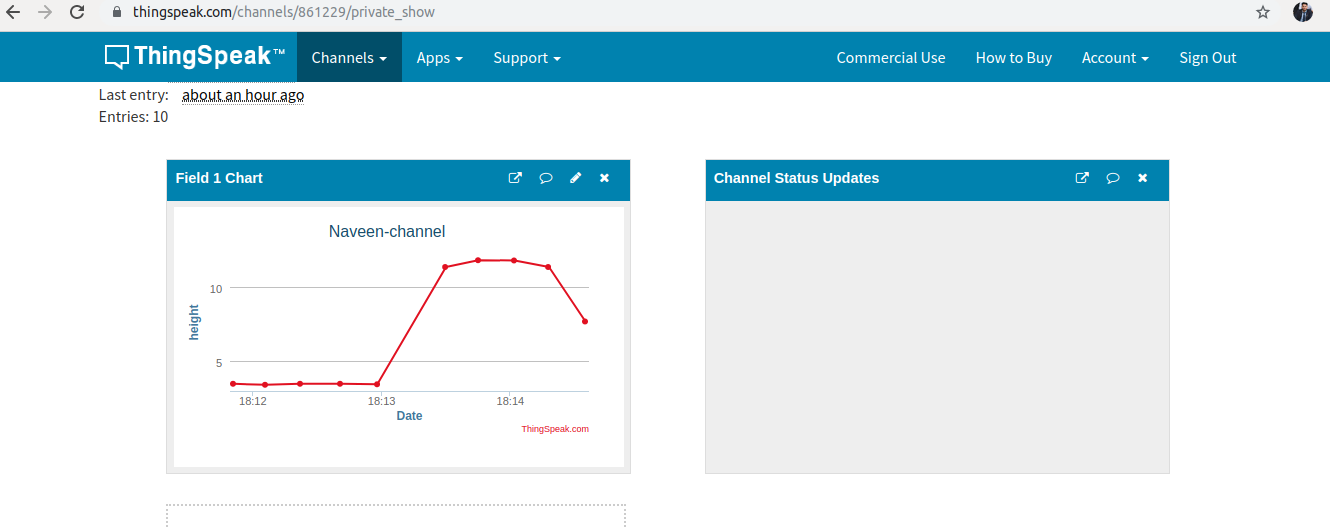 thingspeak.com/channels/861229/private_show
ThingSpeak™ Channels Apps Support Commercial Use How to Buy Account Sign Out
Last entry: about an hour ago
Entries: 10
Field 1 Chart
Naveen-channel
10
5
height
18:12 18:13 18:14
Date
ThingSpeak.com
Channel Status Updates